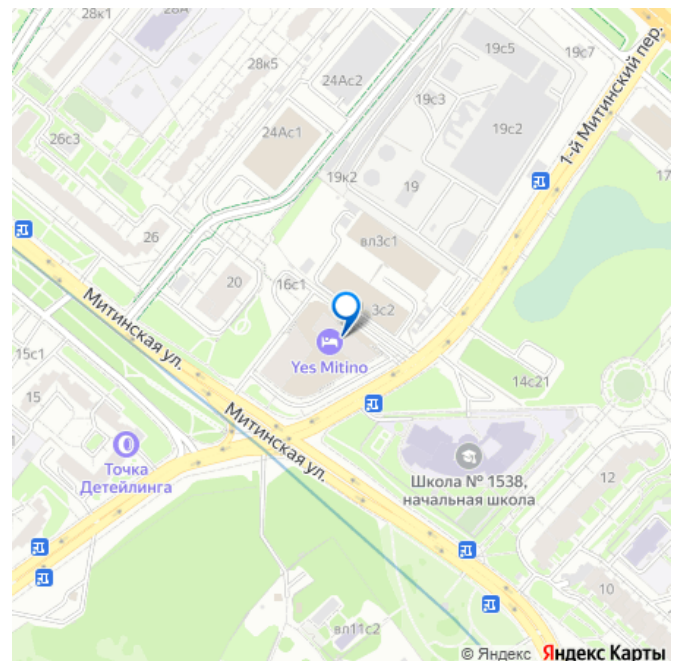 28к1
28А
19с5
19с7
28к5
24Ас2
1-й Митинский пер.
19с3
26с3
24Ас1
19с2
19к2
19
17
26
вл3с1
20
16с1
3с2
Митинская ул.
Yes Mitino
15с1
14с21
15
Митинская ул.
Точка
Детейлинга
Школа № 1538,
начальная школа
12
10
вл11с2
© Яндекс Яндекс Карты